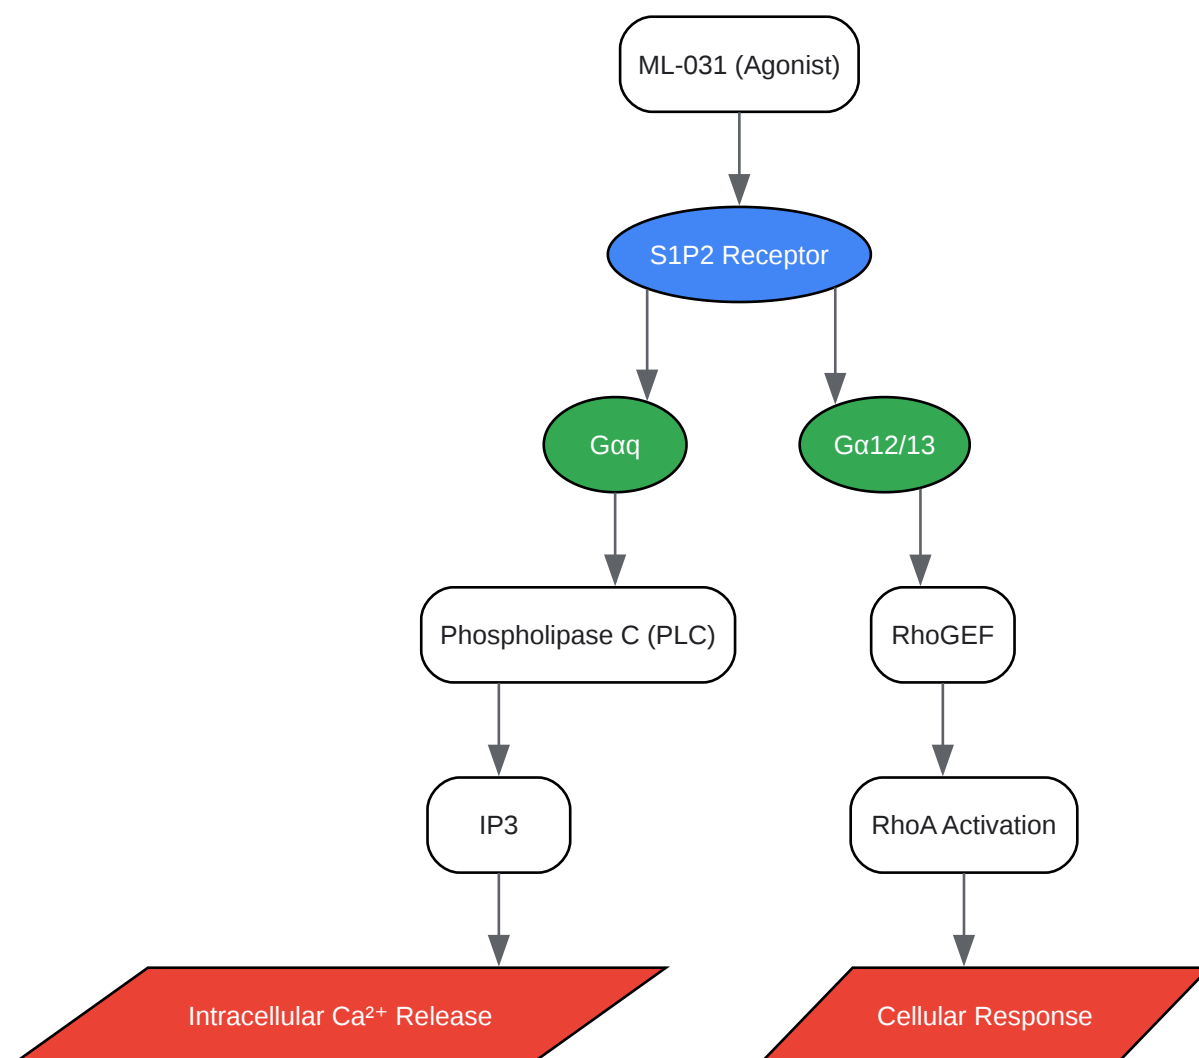 ML-031 (Agonist)
S1P2 Receptor
Gαq
Gα12/13
Phospholipase C (PLC)
RhoGEF
IP3
RhoA Activation
Intracellular Ca²⁺ Release
Cellular Response